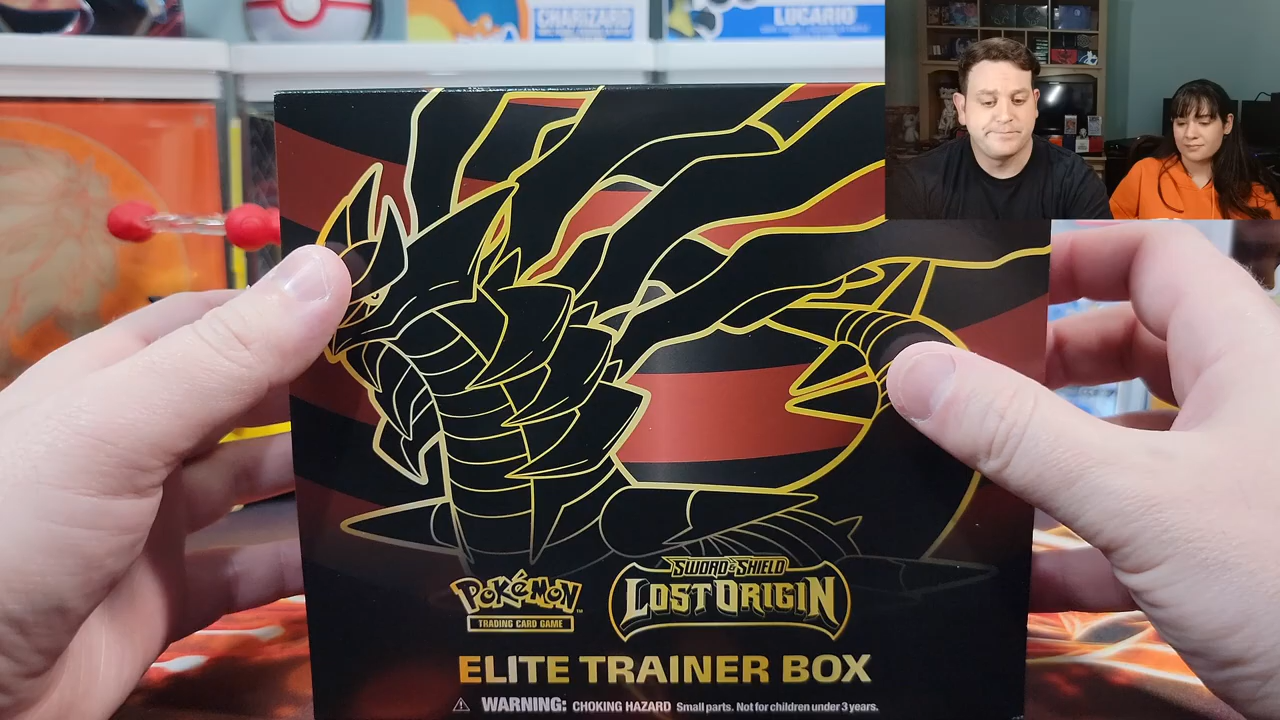 CHARIZARD
LUCARIO
POKéMON™
TRADING CARD GAME
SWORD & SHIELD
LOST ORIGIN
ELITE TRAINER BOX
⚠ WARNING: CHOKING HAZARD Small parts. Not for children under 3 years.